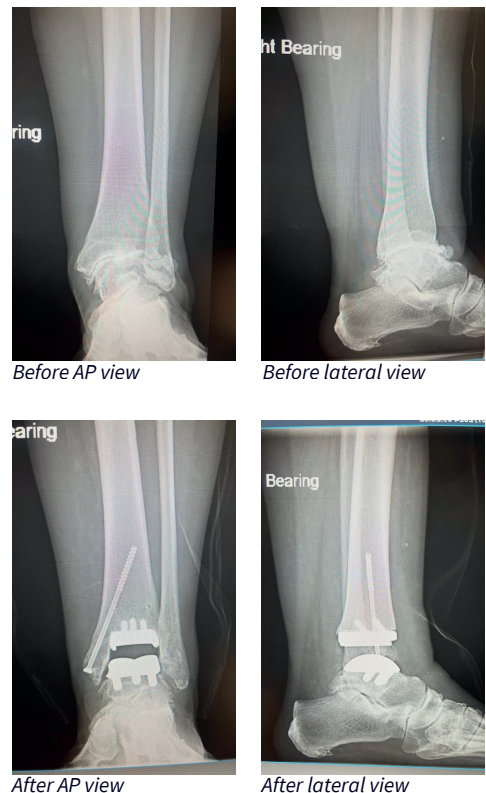 ring
ht Bearing
Before AP view
Before lateral view
earing
Bearing
After AP view
After lateral view